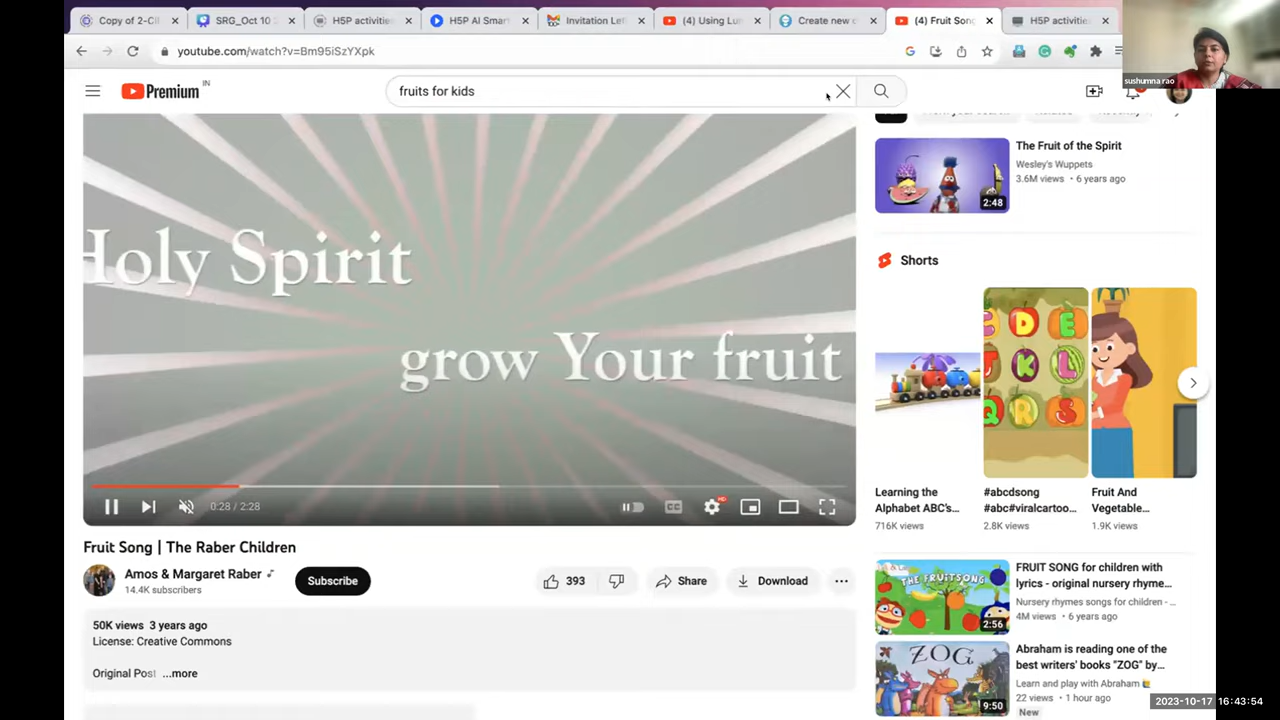 Copy of 2-Cli
SRG_Oct 10
H5P activities
H5P AI Smart
Invitation Let
(4) Using Lu
Create new c
(4) Fruit Song
H5P activities
youtube.com/watch?v=Bm95iSzYXpk
sushumna rao
Premium IN
fruits for kids
Holy Spirit
grow Your fruit
0:28 / 2:28
CC
HD
Fruit Song | The Raber Children
Amos & Margaret Raber
14.4K subscribers
Subscribe
393
Share
Download
50K views 3 years ago
License: Creative Commons
Original Post ...more
The Fruit of the Spirit
Wesley's Wuppets
3.6M views • 6 years ago
2:48
Shorts
D E
K L
Q R S
Learning the
Alphabet ABC's...
716K views
#abcdsong
#abc#viralcartoo...
2.8K views
Fruit And
Vegetable...
1.9K views
THE FRUITSONG
2:56
FRUIT SONG for children with
lyrics - original nursery rhyme...
Nursery rhymes songs for children - ...
4M views • 6 years ago
ZOG
9:50
Abraham is reading one of the
best writers' books "ZOG" by...
Learn and play with Abraham
22 views • 1 hour ago
New
2023-10-17 16:43:54